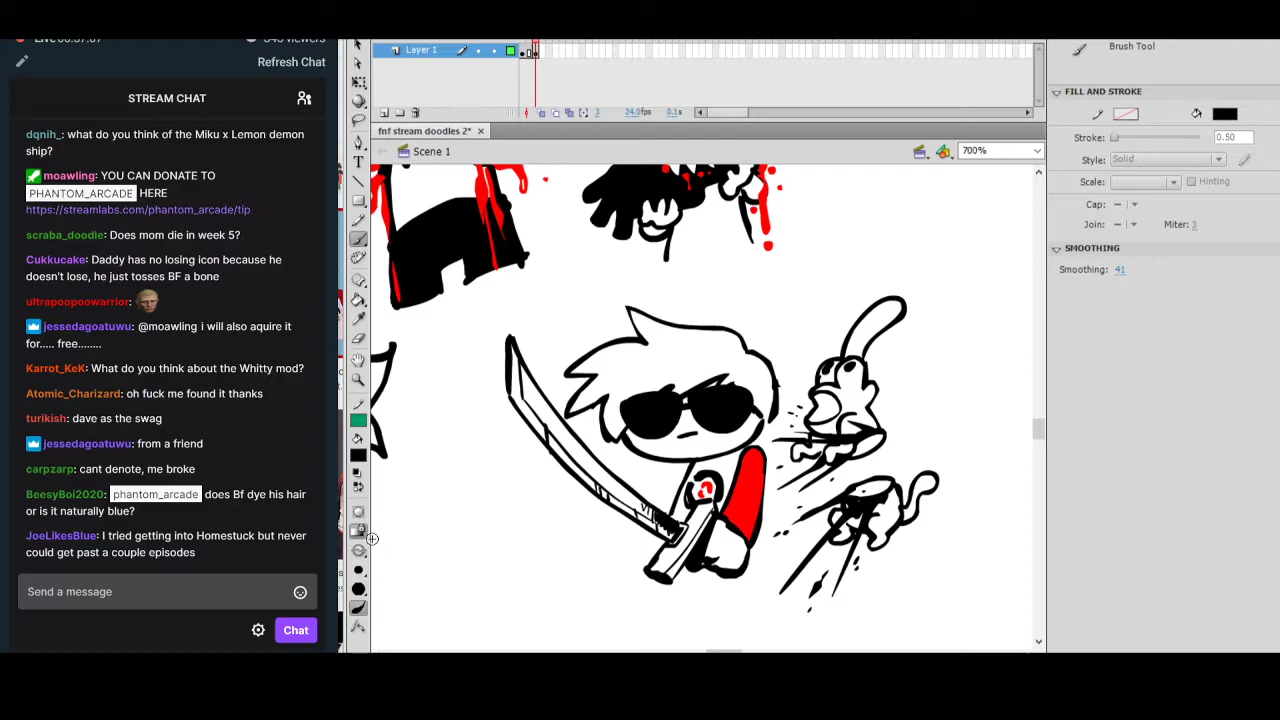 Refresh Chat
STREAM CHAT
dqnih_: what do you think of the Miku x Lemon demon
ship?
moawling: YOU CAN DONATE TO
PHANTOM_ARCADE HERE
https://streamlabs.com/phantom_arcade/tip
scraba_doodle: Does mom die in week 5?
Cukkucake: Daddy has no losing icon because he
doesn't lose, he just tosses BF a bone
ultrapoopoowarrior:
jessedagoatuwu: @moawling i will also aquire it
for..... free........
Karrot_KeK: What do you think about the Whitty mod?
Atomic_Charizard: oh fuck me found it thanks
turikish: dave as the swag
jessedagoatuwu: from a friend
carpzarp: cant denote, me broke
BeesyBoi2020: phantom_arcade does Bf dye his hair
or is it naturally blue?
JoeLikesBlue: I tried getting into Homestuck but never
could get past a couple episodes
Send a message
Chat
Layer 1
3 24.0fps 0.1s
fnf stream doodles 2*
Scene 1
700%
T
Brush Tool
FILL AND STROKE
Stroke: 0.50
Style: Solid
Scale: Hinting
Cap:
Join: Miter: 3
SMOOTHING
Smoothing: 41